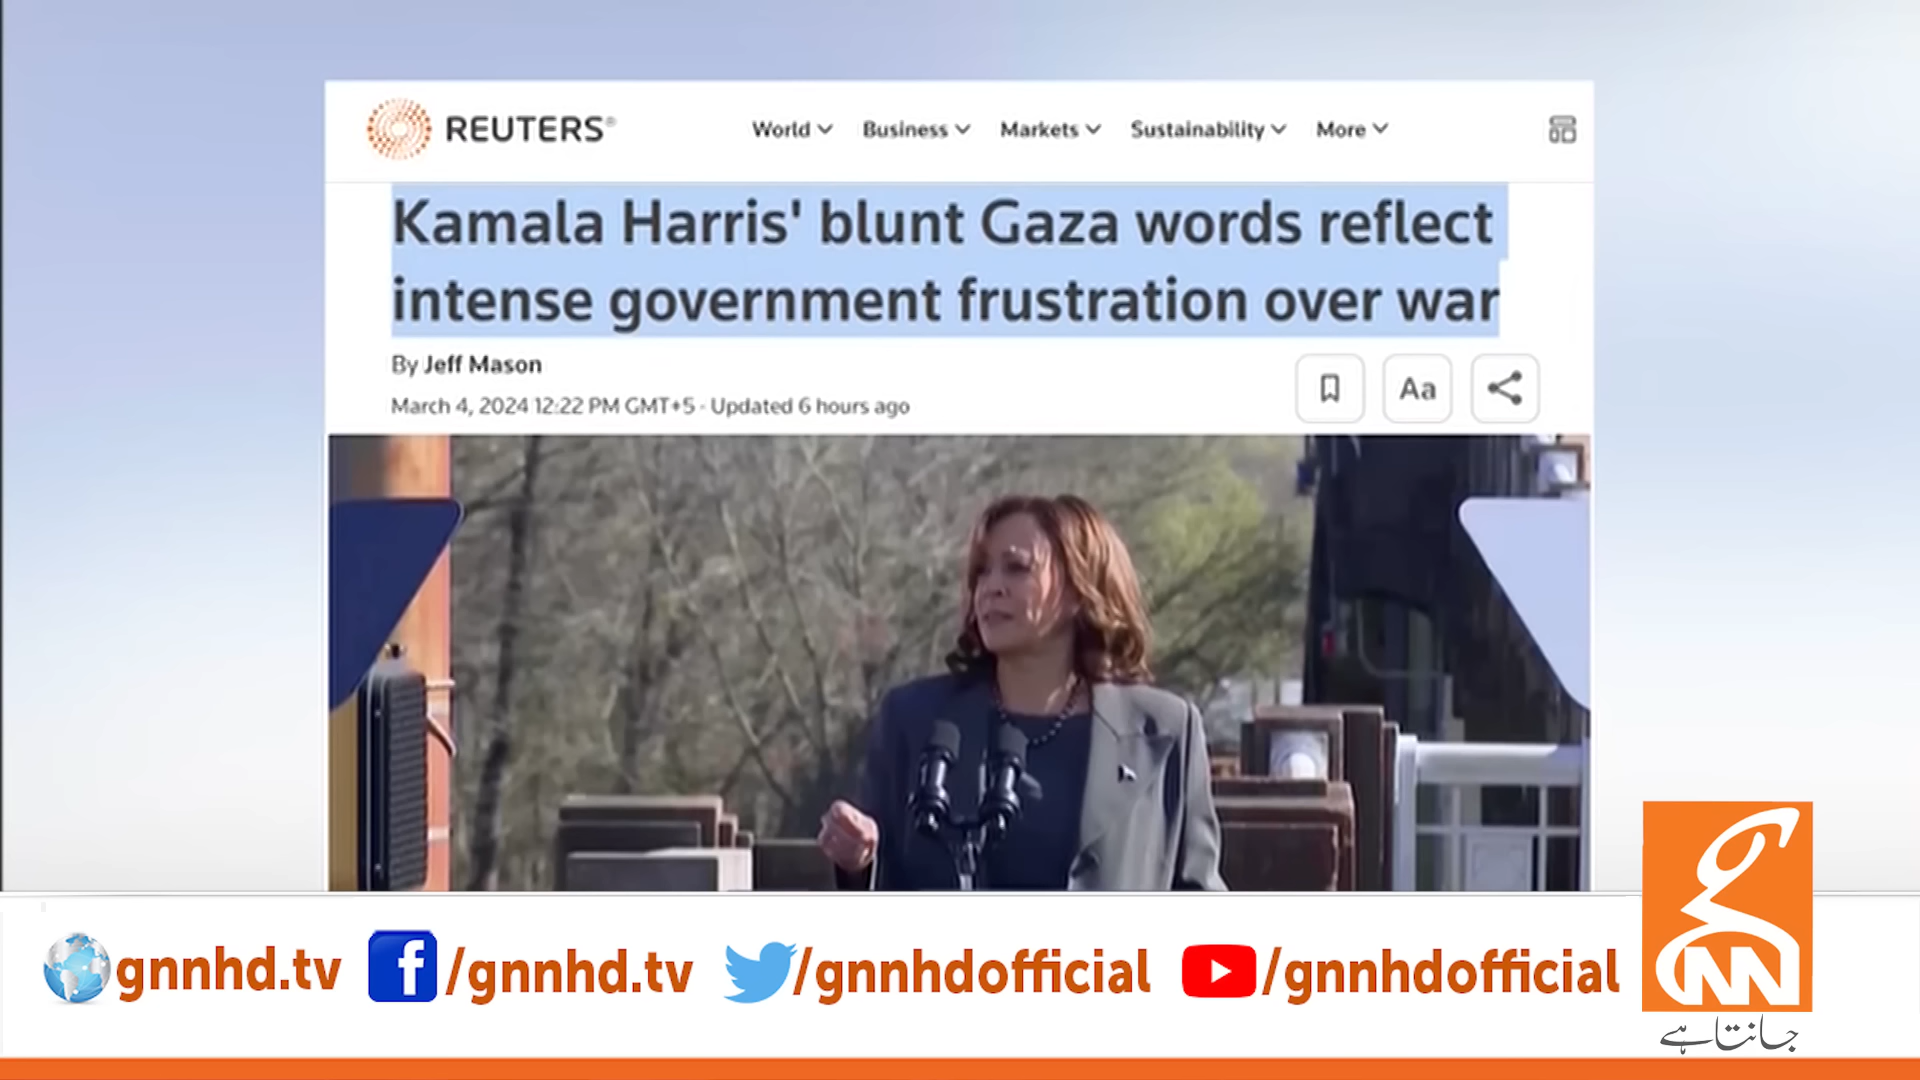 REUTERS®
World Business Markets Sustainability More
Kamala Harris' blunt Gaza words reflect
intense government frustration over war
By Jeff Mason
March 4, 2024 12:22 PM GMT+5 · Updated 6 hours ago
Aa
gnnhd.tv f /gnnhd.tv /gnnhdofficial /gnnhdofficial
GNN
جانتا ہے